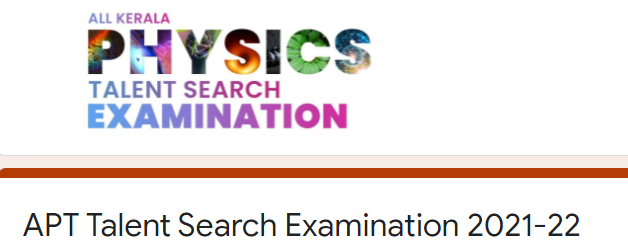 ALL KERALA
PHYSICS
TALENT SEARCH
EXAMINATION
APT Talent Search Examination 2021-22